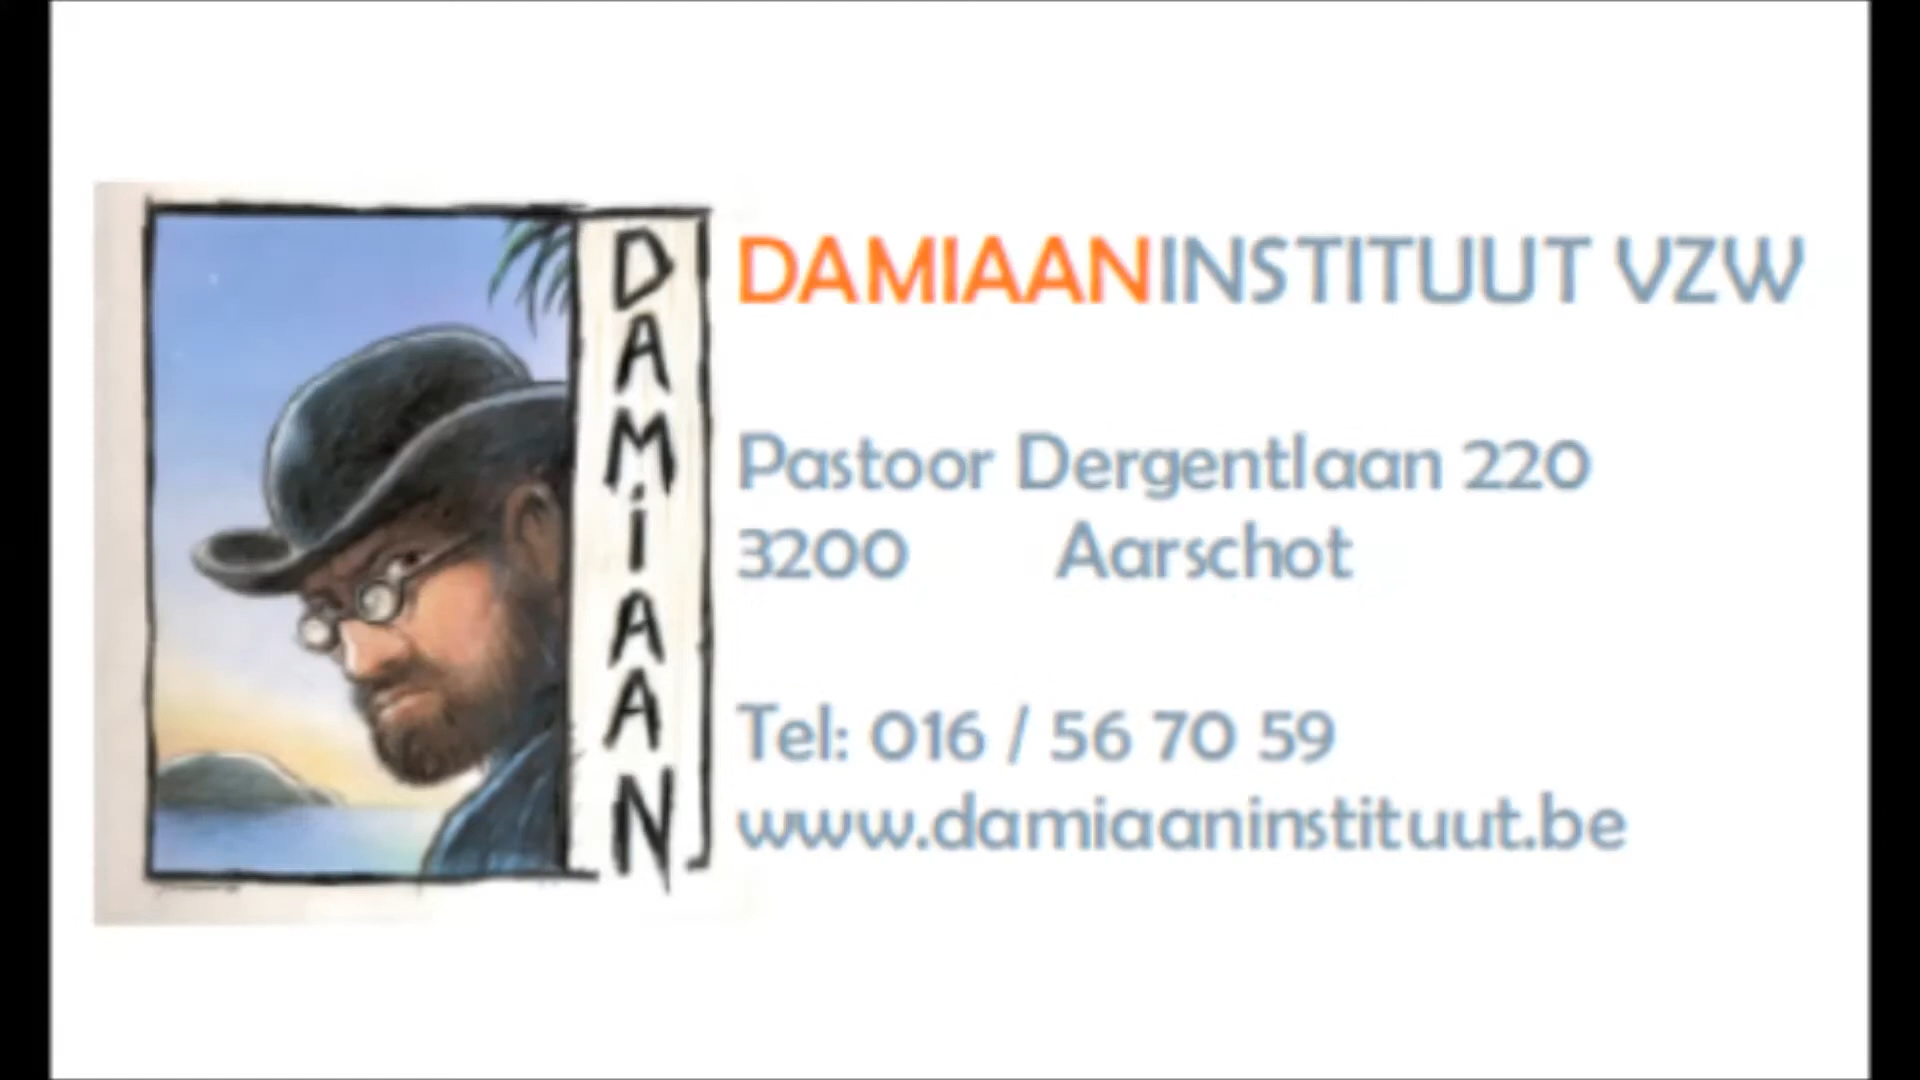 DAMiAAN
DAMIAANINSTITUUT VZW
Pastoor Dergentlaan 220
3200 Aarschot
Tel: 016 / 56 70 59
www.damiaaninstituut.be